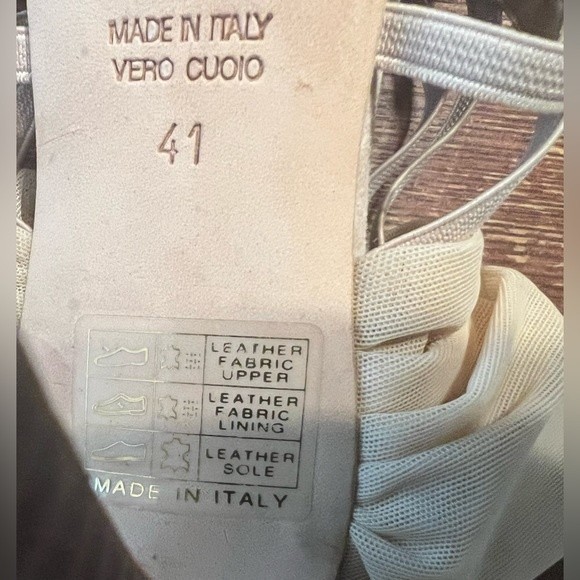 MADE IN ITALY
VERO CUOIO
41
LEATHER
FABRIC
UPPER
LEATHER
FABRIC
LINING
LEATHER
SOLE
MADE IN ITALY